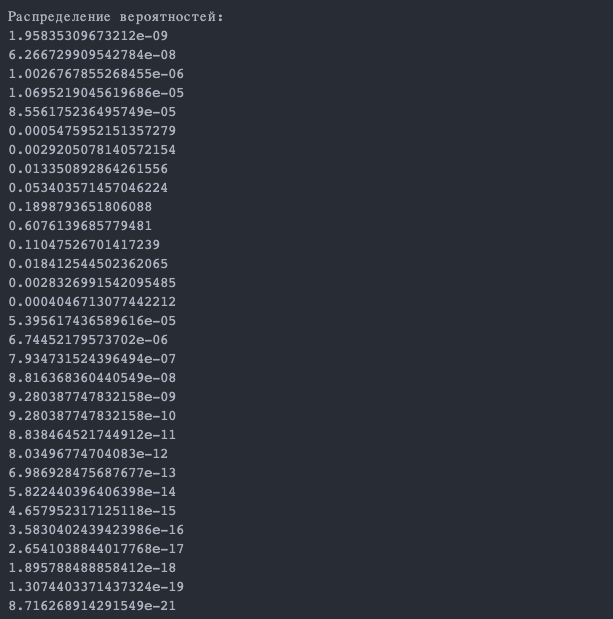 Распределение вероятностей:
1.95835309673212e-09
6.266729909542784e-08
1.0026767855268455e-06
1.0695219045619686e-05
8.556175236495749e-05
0.0005475952151357279
0.0029205078140572154
0.013350892864261556
0.053403571457046224
0.1898793651806088
0.6076139685779481
0.11047526701417239
0.018412544502362065
0.0028326991542095485
0.0004046713077442212
5.395617436589616e-05
6.74452179573702e-06
7.934731524396494e-07
8.816368360440549e-08
9.280387747832158e-09
9.280387747832158e-10
8.838464521744912e-11
8.03496774704083e-12
6.986928475687677e-13
5.822440396406398e-14
4.657952317125118e-15
3.5830402439423986e-16
2.6541038844017768e-17
1.895788488858412e-18
1.3074403371437324e-19
8.716268914291549e-21